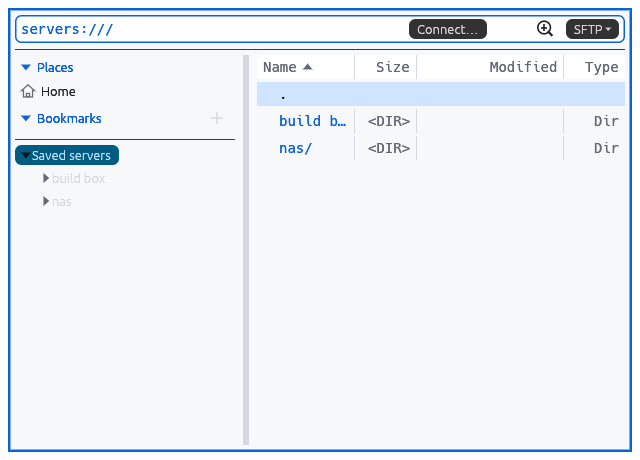 servers:/// Connect... SFTP
Places
Home
Bookmarks
Saved servers
build box
nas
Name Size Modified Type
.
build b… <DIR> Dir
nas/ <DIR> Dir